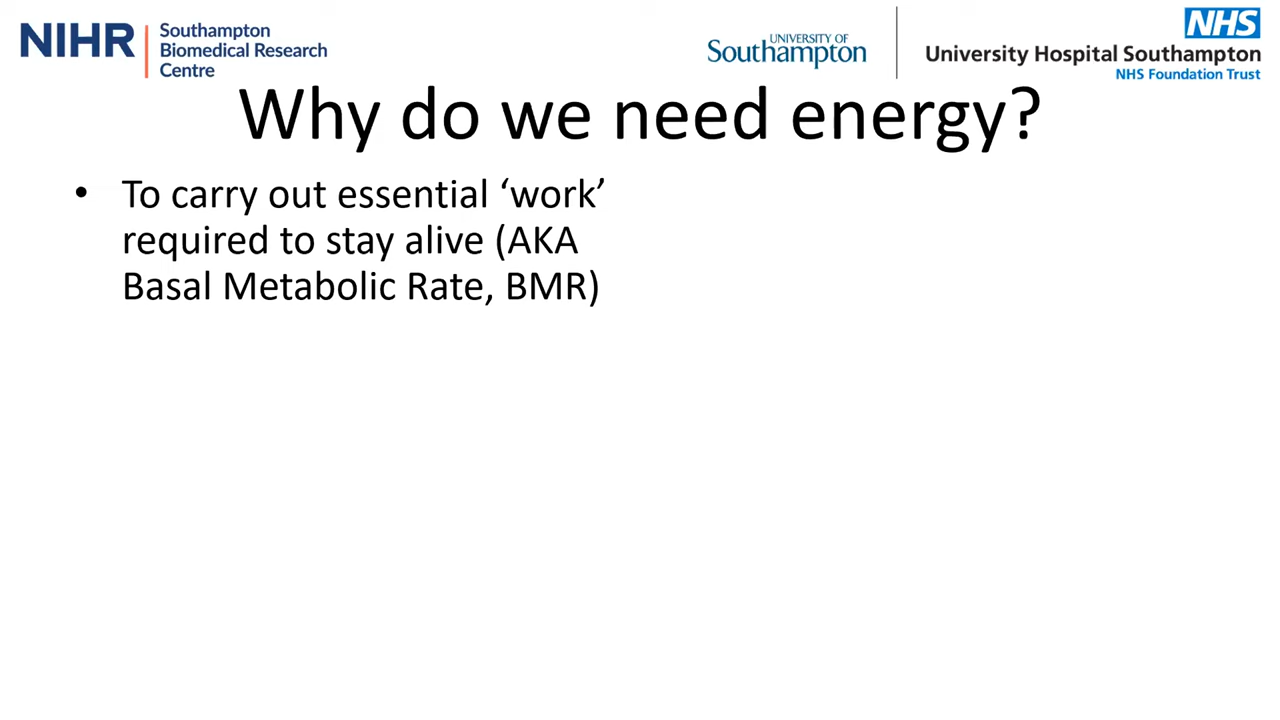 NIHR
Southampton
Biomedical Research
Centre
UNIVERSITY OF
Southampton
NHS
University Hospital Southampton
NHS Foundation Trust
Why do we need energy?
• To carry out essential ‘work’
required to stay alive (AKA
Basal Metabolic Rate, BMR)